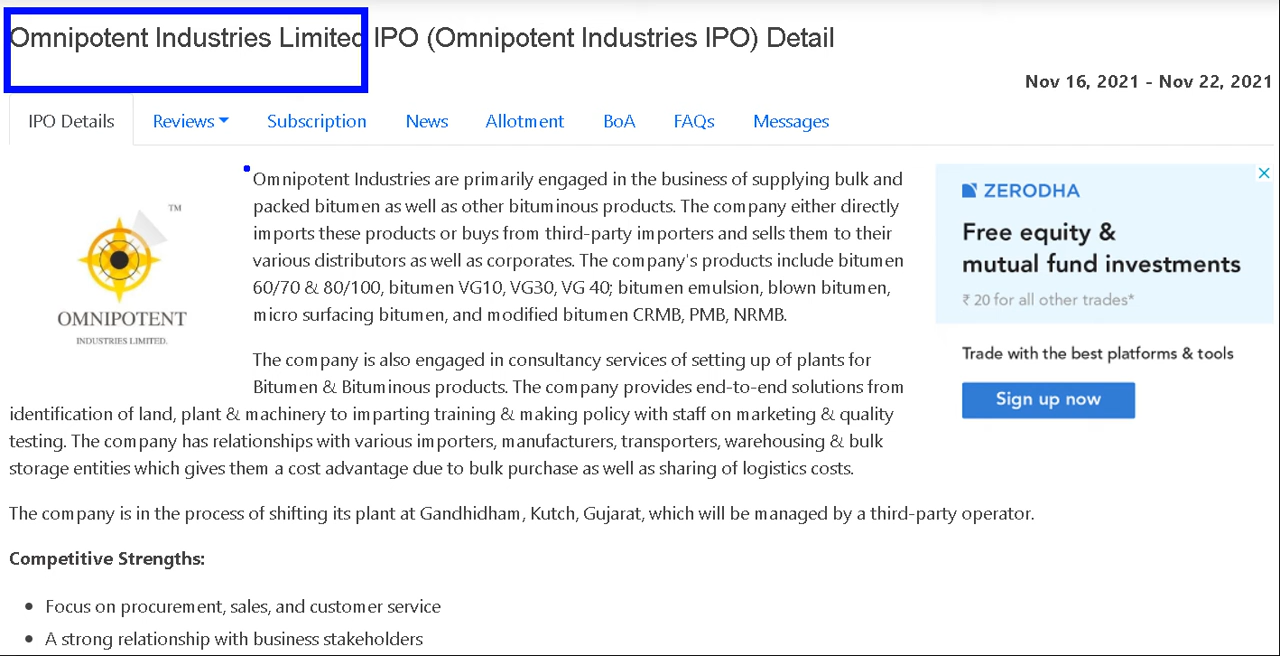 Omnipotent Industries Limited IPO (Omnipotent Industries IPO) Detail
Nov 16, 2021 - Nov 22, 2021
IPO Details Reviews Subscription News Allotment BoA FAQs Messages
TM
OMNIPOTENT
INDUSTRIES LIMITED.
Omnipotent Industries are primarily engaged in the business of supplying bulk and
packed bitumen as well as other bituminous products. The company either directly
imports these products or buys from third-party importers and sells them to their
various distributors as well as corporates. The company's products include bitumen
60/70 & 80/100, bitumen VG10, VG30, VG 40; bitumen emulsion, blown bitumen,
micro surfacing bitumen, and modified bitumen CRMB, PMB, NRMB.
The company is also engaged in consultancy services of setting up of plants for
Bitumen & Bituminous products. The company provides end-to-end solutions from
identification of land, plant & machinery to imparting training & making policy with staff on marketing & quality
testing. The company has relationships with various importers, manufacturers, transporters, warehousing & bulk
storage entities which gives them a cost advantage due to bulk purchase as well as sharing of logistics costs.
The company is in the process of shifting its plant at Gandhidham, Kutch, Gujarat, which will be managed by a third-party operator.
Competitive Strengths:
• Focus on procurement, sales, and customer service
• A strong relationship with business stakeholders
ZERODHA
Free equity &
mutual fund investments
₹ 20 for all other trades*
Trade with the best platforms & tools
Sign up now